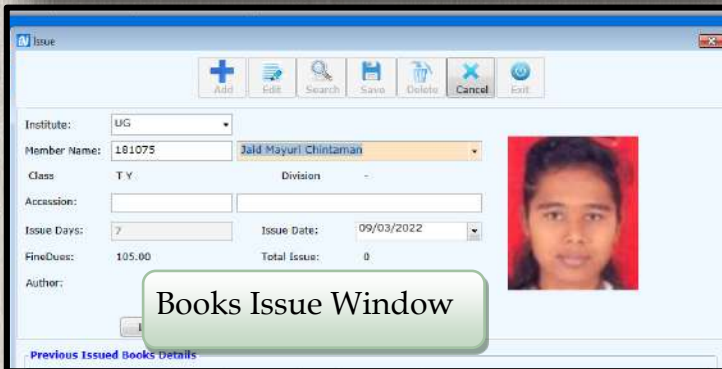 Issue
Add Edit Search Save Delete Cancel Exit
Institute: UG
Member Name: 181075 Jaid Mayuri Chintaman
Class T Y Division -
Accession:
Issue Days: 7 Issue Date: 09/03/2022
FineDues: 105.00 Total Issue: 0
Author:
Books Issue Window
Previous Issued Books Details